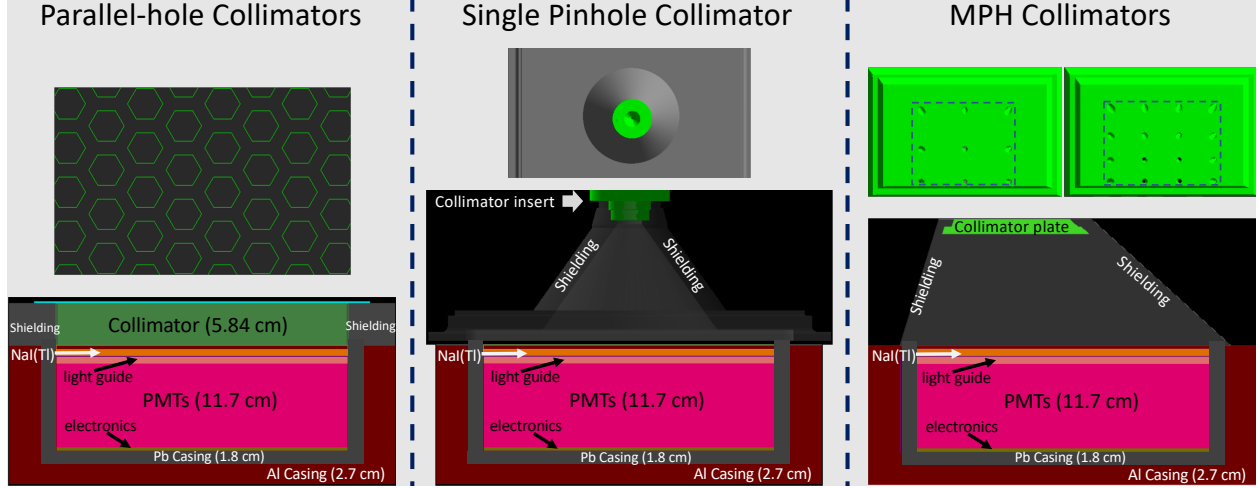 Parallel-hole Collimators
Shielding
Collimator (5.84 cm)
Shielding
NaI(Tl)
light guide
PMTs (11.7 cm)
electronics
Pb Casing (1.8 cm)
Al Casing (2.7 cm)
Single Pinhole Collimator
Collimator insert
Shielding
Shielding
NaI(Tl)
light guide
PMTs (11.7 cm)
electronics
Pb Casing (1.8 cm)
Al Casing (2.7 cm)
MPH Collimators
Collimator plate
Shielding
Shielding
NaI(Tl)
light guide
PMTs (11.7 cm)
electronics
Pb Casing (1.8 cm)
Al Casing (2.7 cm)